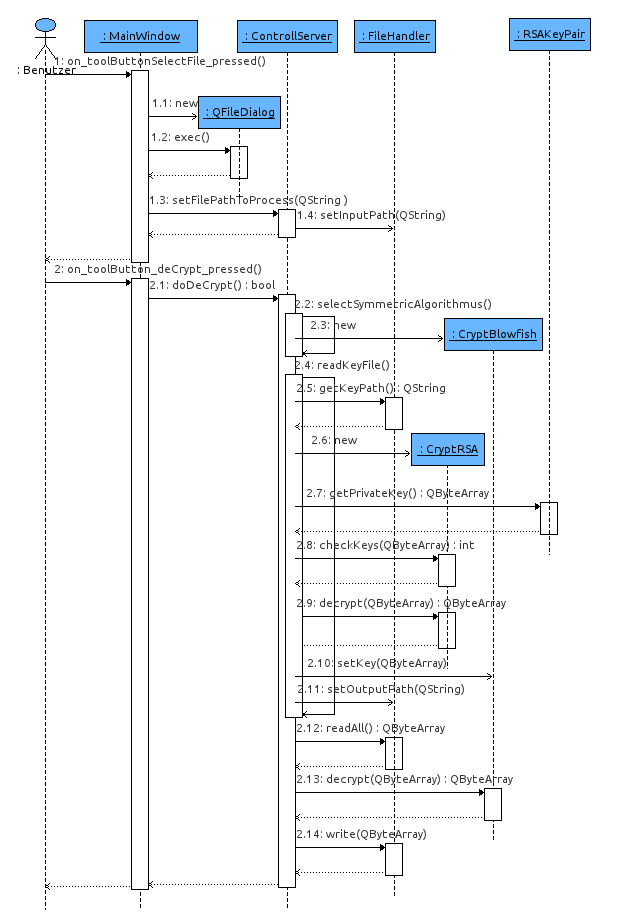 : MainWindow
: ControllServer
: FileHandler
: RSAKeyPair
: Benutzer
1: on_toolButtonSelectFile_pressed()
1.1: new
: QFileDialog
1.2: exec()
1.3: setFilePathToProcess(QString )
1.4: setInputPath(QString)
2: on_toolButton_deCrypt_pressed()
2.1: doDeCrypt() : bool
2.2: selectSymmetricAlgorithmus()
2.3: new
: CryptBlowfish
2.4: readKeyFile()
2.5: getKeyPath() : QString
2.6: new
: CryptRSA
2.7: getPrivateKey() : QByteArray
2.8: checkKeys(QByteArray) : int
2.9: decrypt(QByteArray) : QByteArray
2.10: setKey(QByteArray)
2.11: setOutputPath(QString)
2.12: readAll() : QByteArray
2.13: decrypt(QByteArray) : QByteArray
2.14: write(QByteArray)